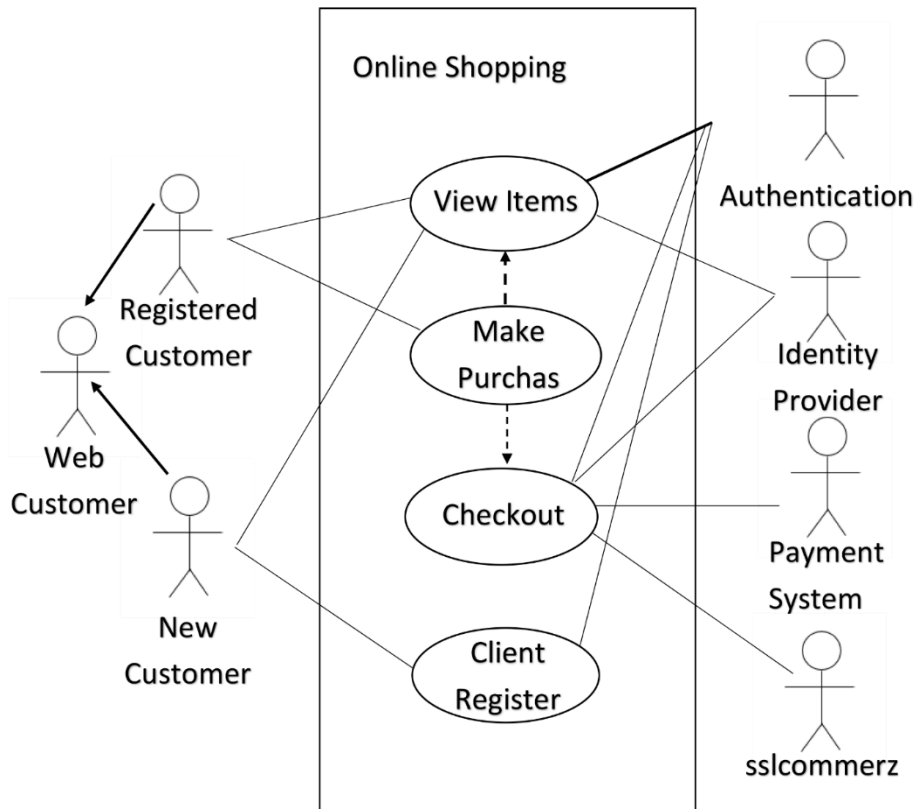 Online Shopping
View Items
Make
Purchas
Checkout
Client
Register
Registered
Customer
Web
Customer
New
Customer
Authentication
Identity
Provider
Payment
System
sslcommerz